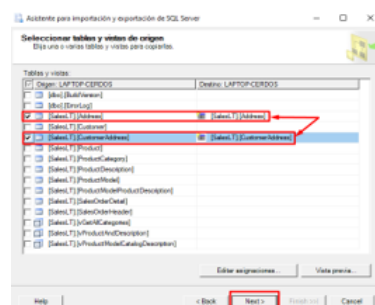 Asistente para importación y exportación de SQL Server
Seleccionar tablas y vistas de origen
Elija una o varias tablas y vistas para copiarlas.
Tablas y vistas:
Origen: LAPTOP-CERDOS Destino: LAPTOP-CERDOS
[dbo].[BuildVersion]
[dbo].[ErrorLog]
[SalesLT].[Address] [SalesLT].[Address]
[SalesLT].[Customer]
[SalesLT].[CustomerAddress] [SalesLT].[CustomerAddress]
[SalesLT].[Product]
[SalesLT].[ProductCategory]
[SalesLT].[ProductDescription]
[SalesLT].[ProductModel]
[SalesLT].[ProductModelProductDescription]
[SalesLT].[SalesOrderDetail]
[SalesLT].[SalesOrderHeader]
[SalesLT].[vGetAllCategories]
[SalesLT].[vProductAndDescription]
[SalesLT].[vProductModelCatalogDescription]
Editar asignaciones... Vista previa...
Help < Back Next > Finish >>| Cancel